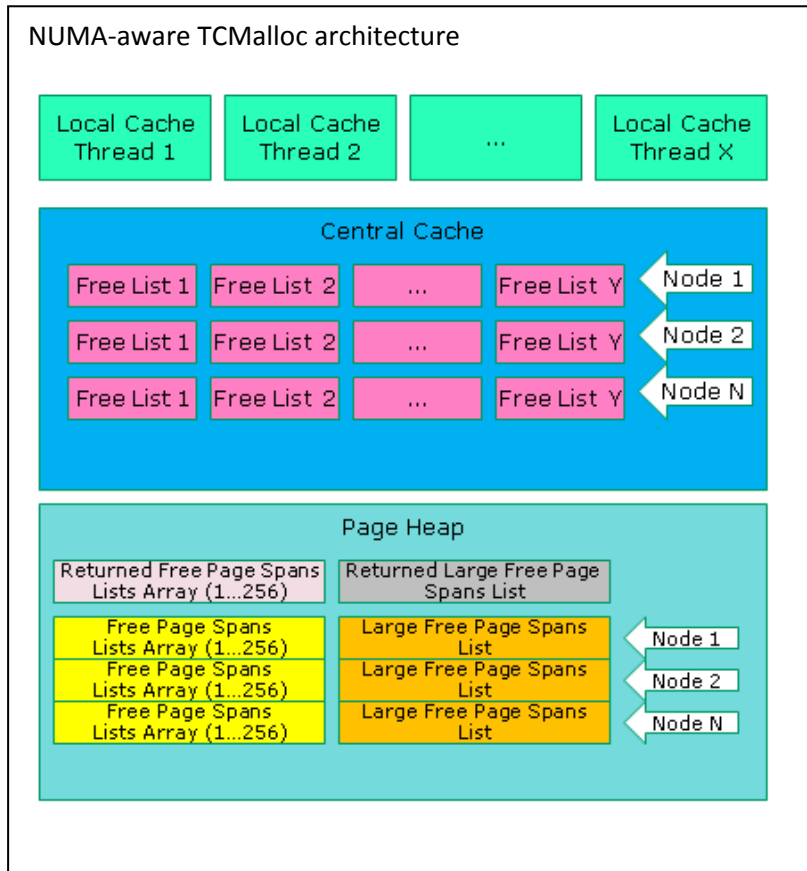 NUMA-aware TCMalloc architecture
Local Cache
Thread 1
Local Cache
Thread 2
...
Local Cache
Thread X
Central Cache
Free List 1
Free List 2
...
Free List Y
Node 1
Free List 1
Free List 2
...
Free List Y
Node 2
Free List 1
Free List 2
...
Free List Y
Node N
Page Heap
Returned Free Page Spans
Lists Array (1...256)
Returned Large Free Page
Spans List
Free Page Spans
Lists Array (1...256)
Large Free Page Spans
List
Node 1
Free Page Spans
Lists Array (1...256)
Large Free Page Spans
List
Node 2
Free Page Spans
Lists Array (1...256)
Large Free Page Spans
List
Node N